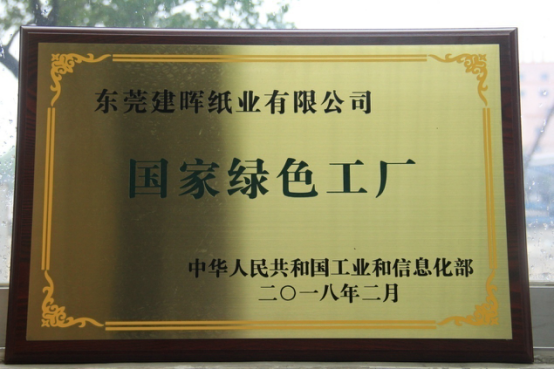 东莞建晖纸业有限公司
国家绿色工厂
中华人民共和国工业和信息化部
二〇一八年二月